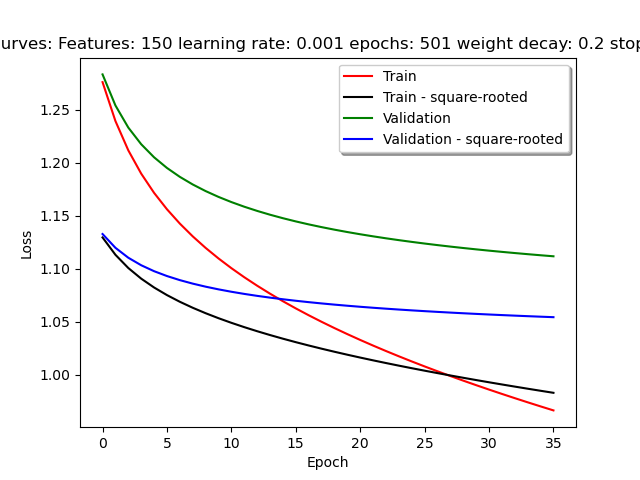 urves: Features: 150 learning rate: 0.001 epochs: 501 weight decay: 0.2 stop
Train
Train - square-rooted
Validation
Validation - square-rooted
1.25
1.20
1.15
1.10
1.05
1.00
Loss
0 5 10 15 20 25 30 35
Epoch